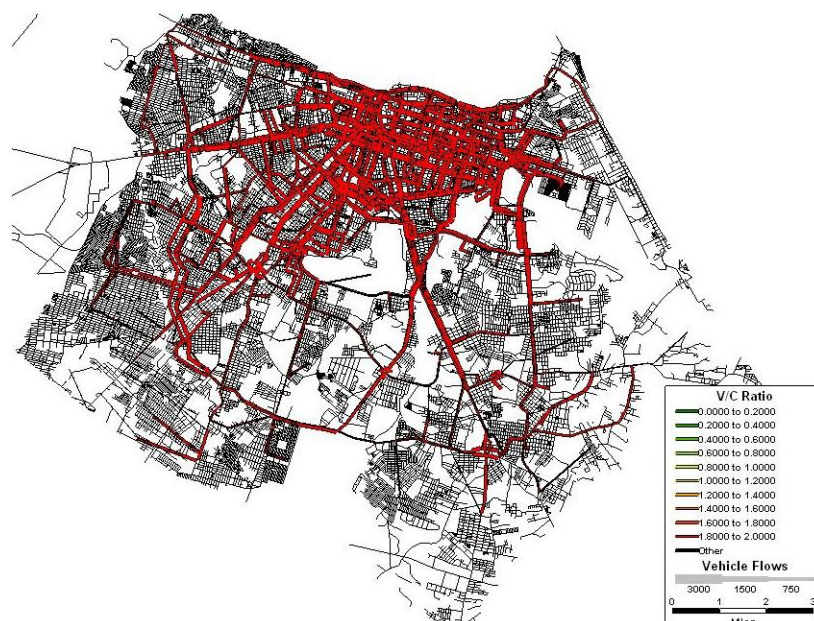 V/C Ratio
0.0000 to 0.2000
0.2000 to 0.4000
0.4000 to 0.6000
0.6000 to 0.8000
0.8000 to 1.0000
1.0000 to 1.2000
1.2000 to 1.4000
1.4000 to 1.6000
1.6000 to 1.8000
1.8000 to 2.0000
Other
Vehicle Flows
3000 1500 750
0 1 2 3